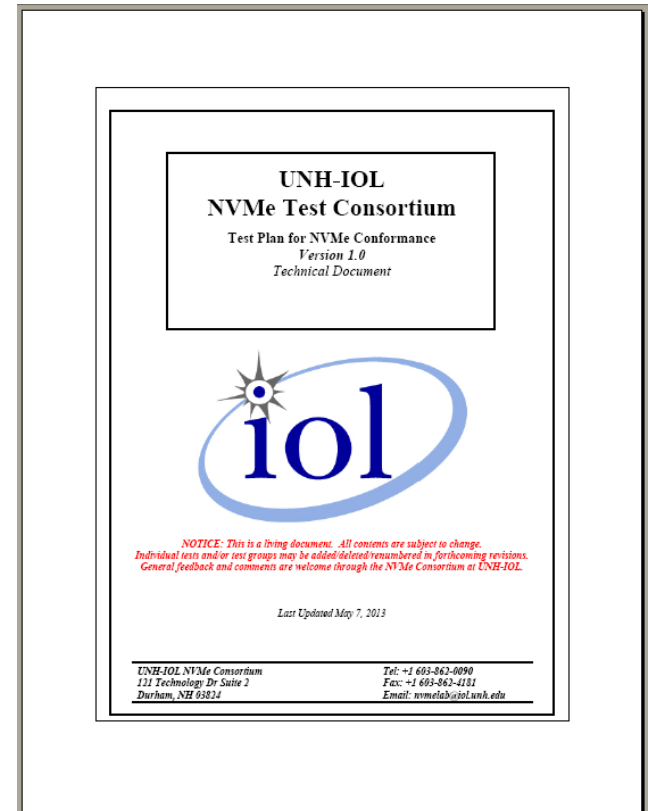 UNH-IOL
NVMe Test Consortium
Test Plan for NVMe Conformance
Version 1.0
Technical Document
iol
NOTICE: This is a living document. All contents are subject to change.
Individual tests and/or test groups may be added/deleted/renumbered in forthcoming revisions.
General feedback and comments are welcome through the NVMe Consortium at UNH-IOL.
Last Updated May 7, 2013
UNH-IOL NVMe Consortium
121 Technology Dr Suite 2
Durham, NH 03824
Tel: +1 603-862-0090
Fax: +1 603-862-4181
Email: nvmelab@iol.unh.edu